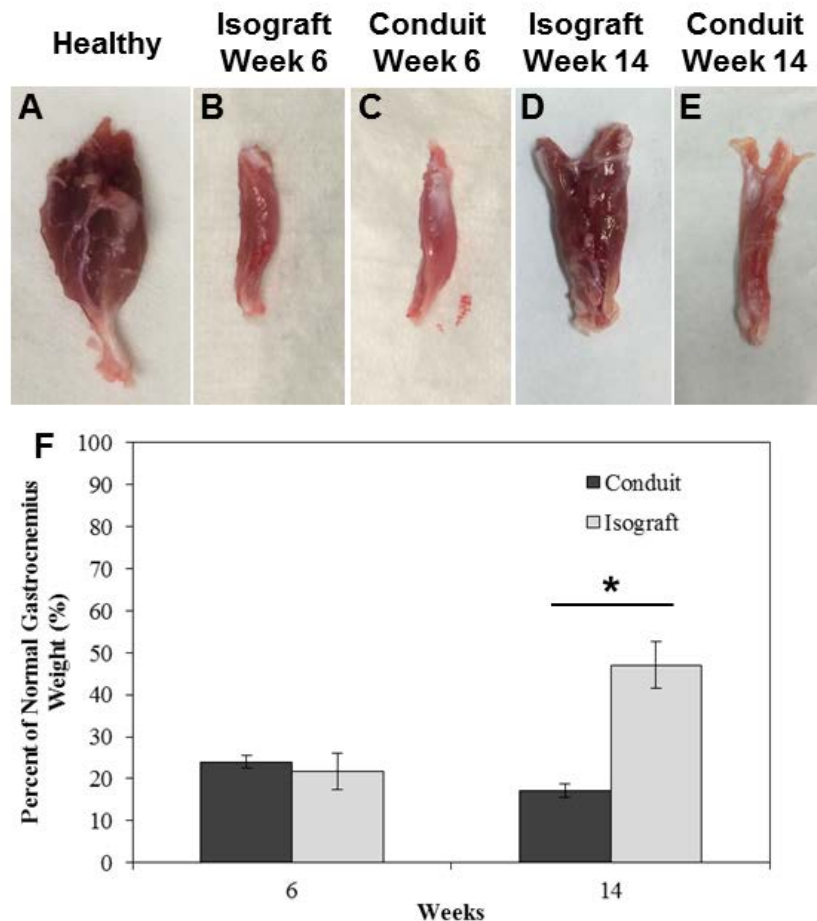 Healthy
Isograft
Week 6
Conduit
Week 6
Isograft
Week 14
Conduit
Week 14
A
B
C
D
E
F
100
90
80
70
60
50
40
30
20
10
0
Percent of Normal Gastrocnemius
Weight (%)
Conduit
Isograft
*
6
14
Weeks